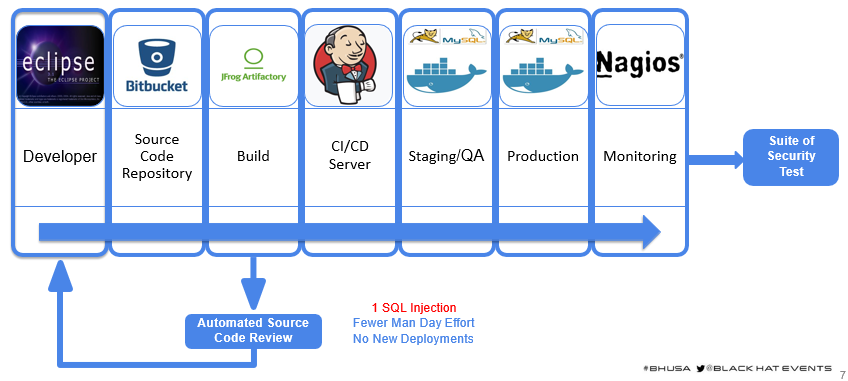 eclipse
THE ECLIPSE PROJECT
Bitbucket
JFrog Artifactory
MySQL
MySQL
Nagios®
Developer
Source
Code
Repository
Build
CI/CD
Server
Staging/QA
Production
Monitoring
Suite of
Security
Test
Automated Source
Code Review
1 SQL Injection
Fewer Man Day Effort
No New Deployments
#BHUSA @BLACK HAT EVENTS
7